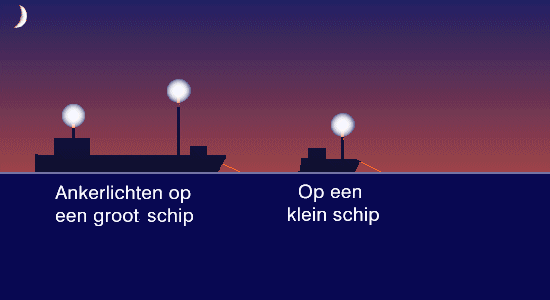 Ankerlichten op
een groot schip
Op een
klein schip